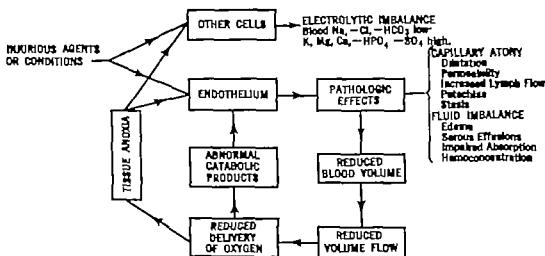 OTHER CELLS
ELECTROLYTIC IMBALANCE
Blood Na,-Cl,-HCO3 low-
K, Mg, Ca,-HPO4-SO4 high.
INJURIOUS AGENTS
OR CONDITIONS
ENDOTHELIUM
PATHOLOGIC
EFFECTS
CAPILLARY ATONY
Dilatation
Permeability
Increased Lymph Flow
Petechiae
Stasis
FLUID IMBALANCE
Edema
Serous Effusions
Impaired Absorption
Hemoconcentration
TISSUE ANOXIA
ABNORMAL
CATABOLIC
PRODUCTS
REDUCED
BLOOD VOLUME
REDUCED
DELIVERY
OF OXYGEN
REDUCED
VOLUME FLOW